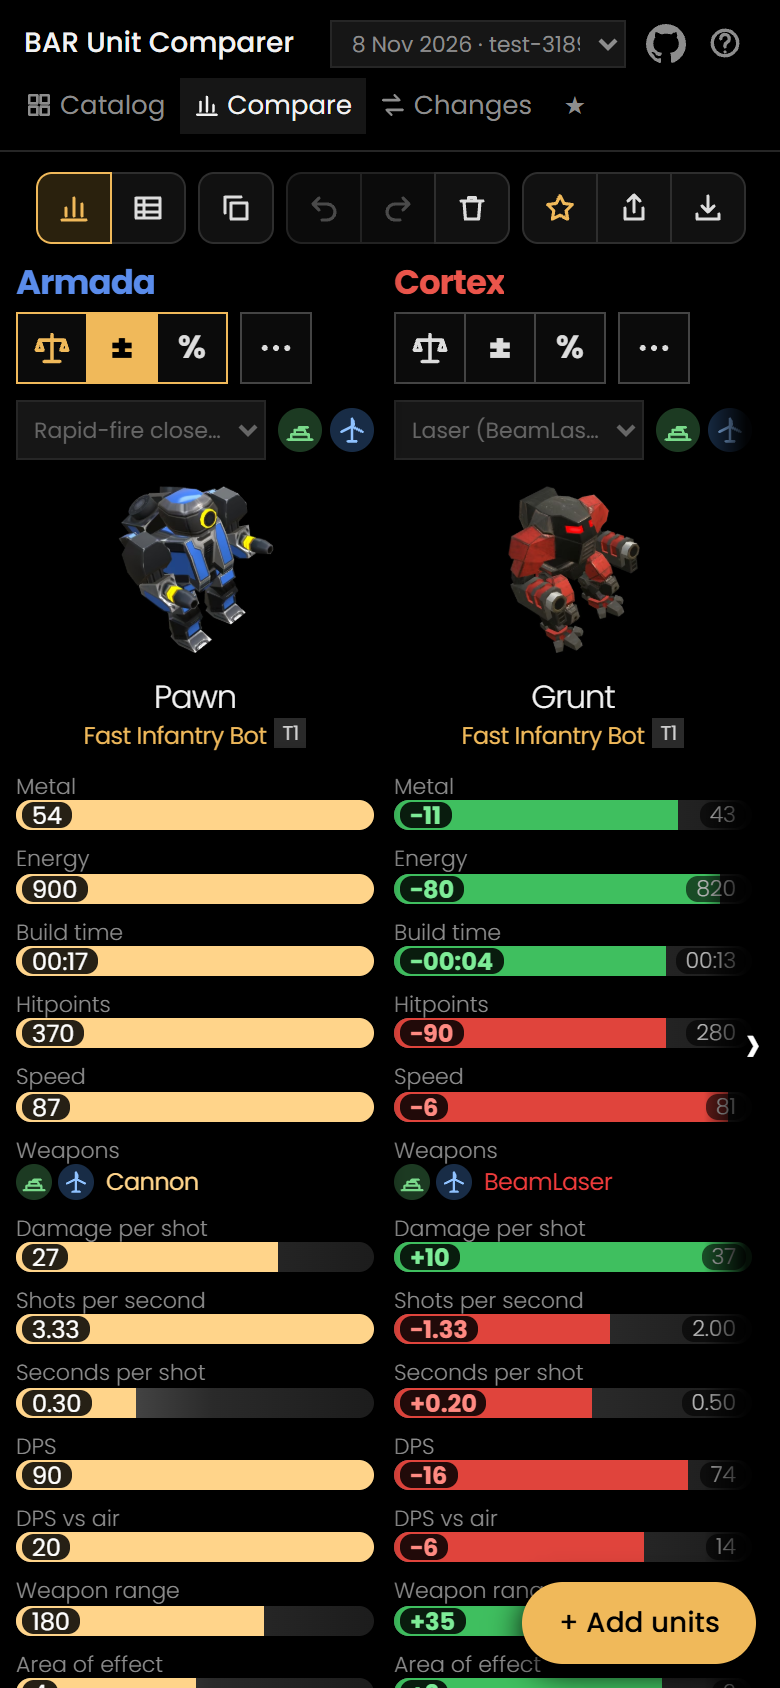 BAR Unit Comparer
8 Nov 2026 · test-3189
Catalog Compare Changes
Armada Cortex
± % ... ± % ...
Rapid-fire close... Laser (BeamLas...
Pawn Grunt
Fast Infantry Bot T1 Fast Infantry Bot T1
Metal Metal
54 −11 43
Energy Energy
900 −80 820
Build time Build time
00:17 −00:04 00:13
Hitpoints Hitpoints
370 −90 280
Speed Speed
87 −6 81
Weapons Weapons
Cannon BeamLaser
Damage per shot Damage per shot
27 +10 37
Shots per second Shots per second
3.33 −1.33 2.00
Seconds per shot Seconds per shot
0.30 +0.20 0.50
DPS DPS
90 −16 74
DPS vs air DPS vs air
20 −6 14
Weapon range Weapon rang
180 +35
+ Add units
Area of effect Area of effect